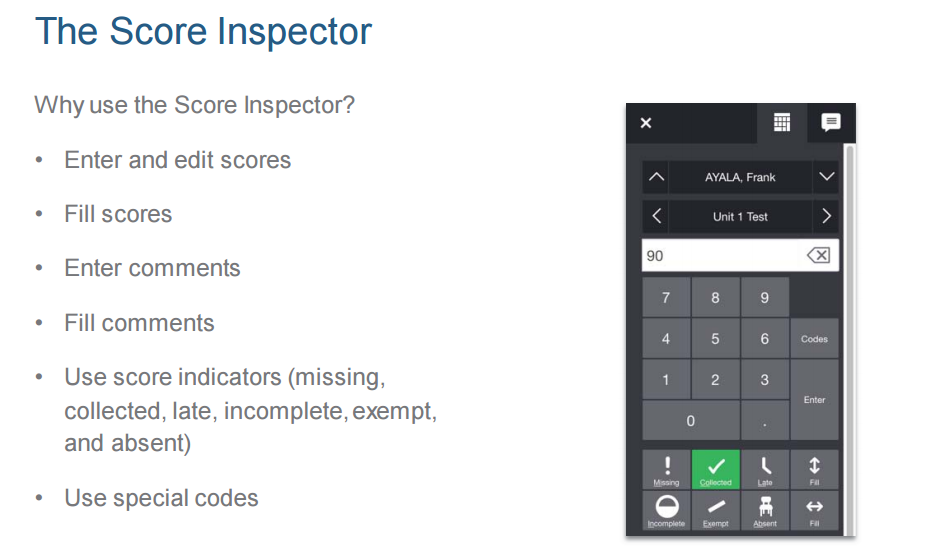 The Score Inspector
Why use the Score Inspector?
• Enter and edit scores
• Fill scores
• Enter comments
• Fill comments
• Use score indicators (missing,
collected, late, incomplete, exempt,
and absent)
• Use special codes
AYALA, Frank
Unit 1 Test
90
7 8 9
4 5 6 Codes
1 2 3
Enter
0 .
Missing Collected Late Fill
Incomplete Exempt Absent Fill